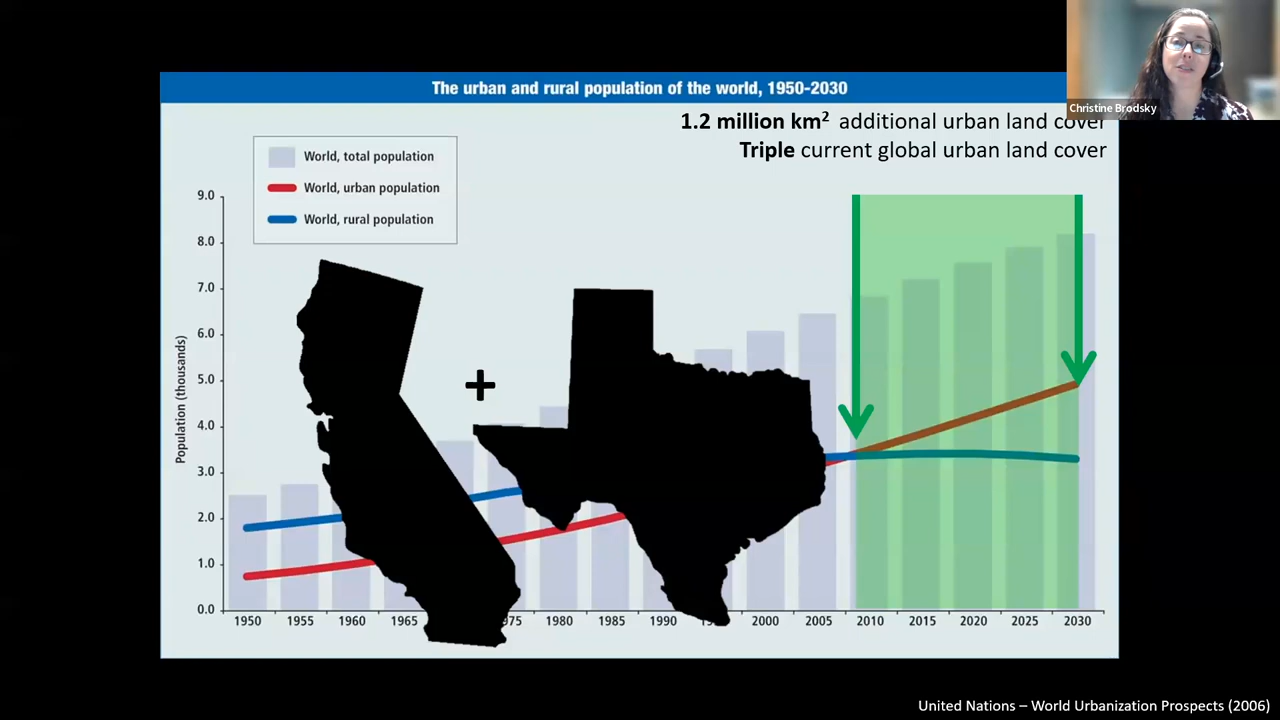 Christine Brodsky
The urban and rural population of the world, 1950-2030
1.2 million km² additional urban land cover
Triple current global urban land cover
World, total population
World, urban population
World, rural population
Population (thousands)
9.0
8.0
7.0
6.0
5.0
4.0
3.0
2.0
1.0
0.0
+
1950 1955 1960 1965 1980 1985 1990 2000 2005 2010 2015 2020 2025 2030
United Nations – World Urbanization Prospects (2006)